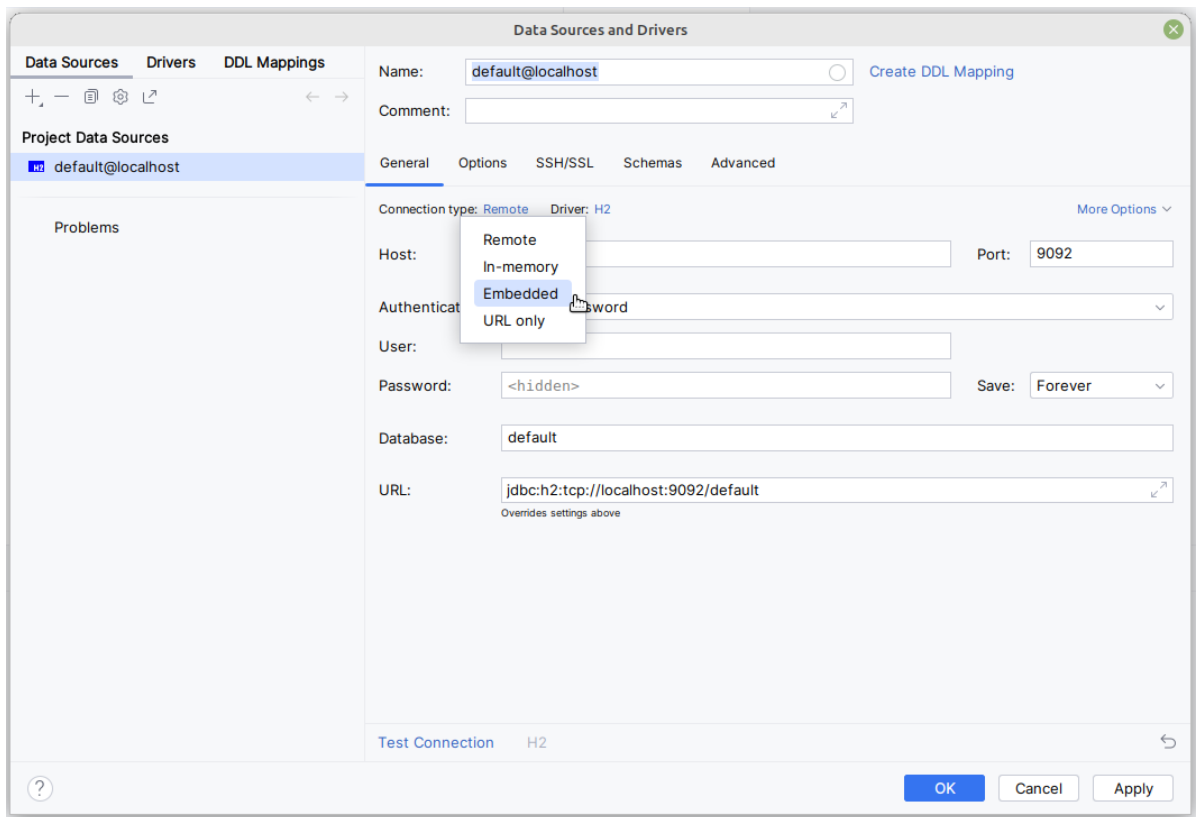 Data Sources and Drivers
Data Sources Drivers DDL Mappings
Project Data Sources
H2 default@localhost
Problems
Name: default@localhost Create DDL Mapping
Comment:
General Options SSH/SSL Schemas Advanced
Connection type: Remote Driver: H2 More Options
Remote
In-memory
Embedded
URL only
Host: Port: 9092
Authenticat sword
User:
Password: <hidden> Save: Forever
Database: default
URL: jdbc:h2:tcp://localhost:9092/default
Overrides settings above
Test Connection H2
? OK Cancel Apply